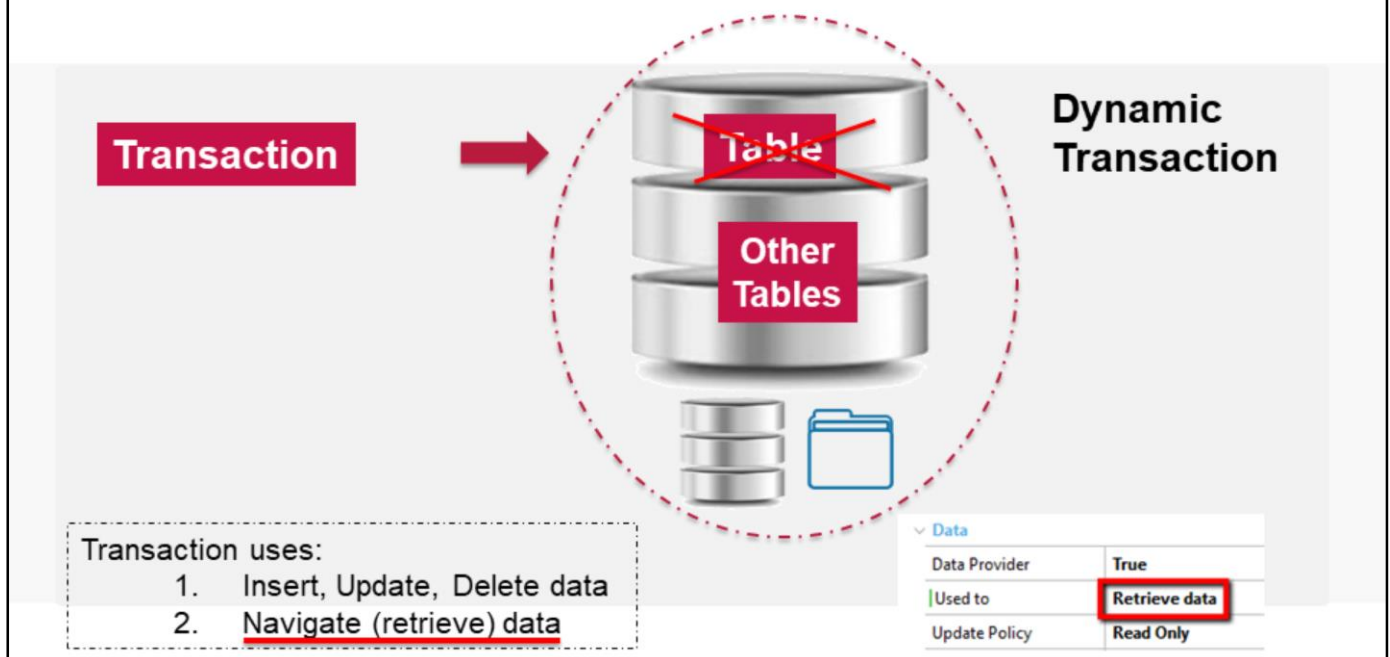 Transaction
Table
Dynamic
Transaction
Other
Tables
Transaction uses:
1. Insert, Update, Delete data
2. Navigate (retrieve) data
Data
Data Provider True
Used to Retrieve data
Update Policy Read Only